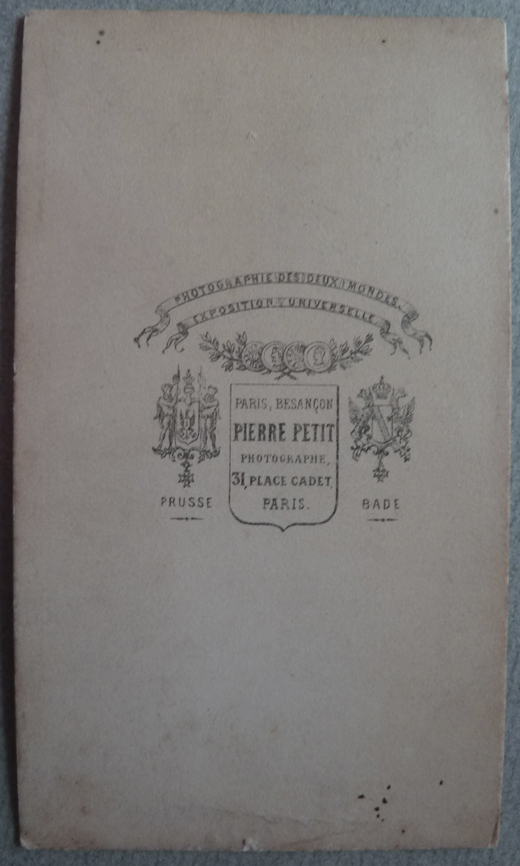 PHOTOGRAPHIE DES DEUX MONDES.
EXPOSITION UNIVERSELLE
PARIS, BESANÇON
PIERRE PETIT
PHOTOGRAPHE,
31, PLACE CADET,
PARIS.
PRUSSE
BADE